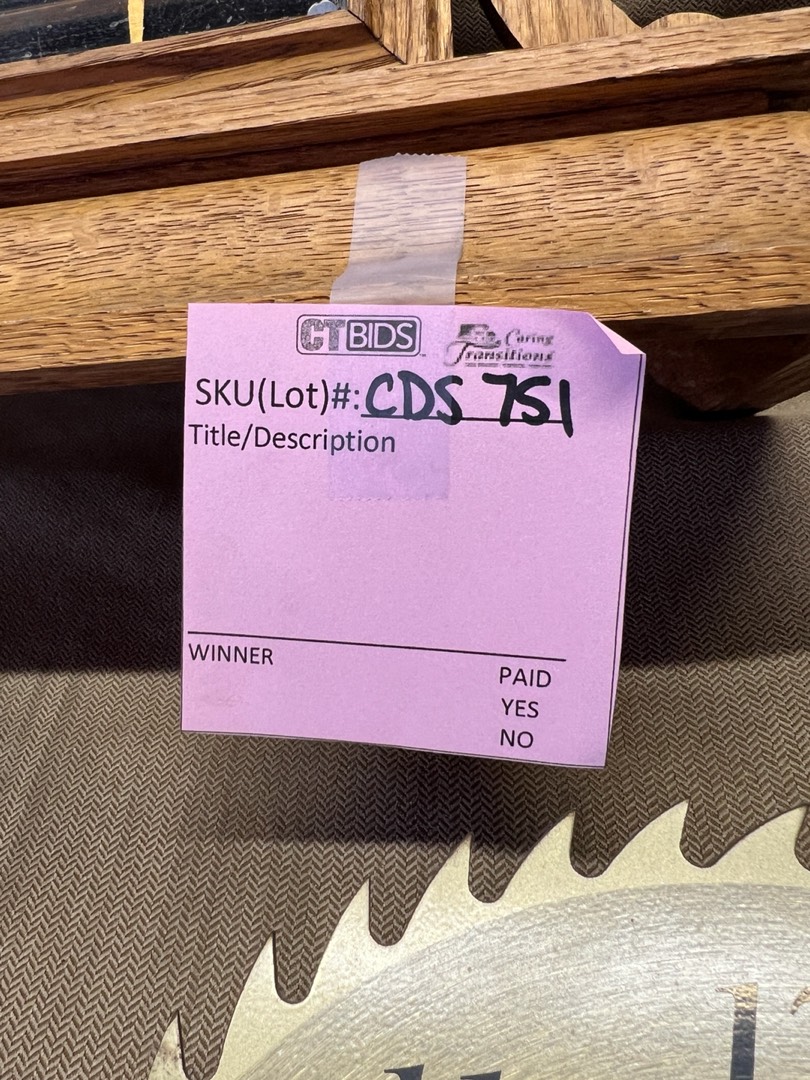 CTBIDS Caring Transitions
SKU(Lot)#: CDS 751
Title/Description
WINNER
PAID
YES
NO